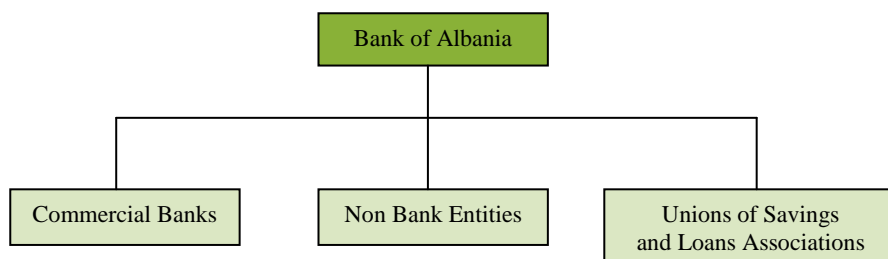 Bank of Albania
Commercial Banks
Non Bank Entities
Unions of Savings
and Loans Associations